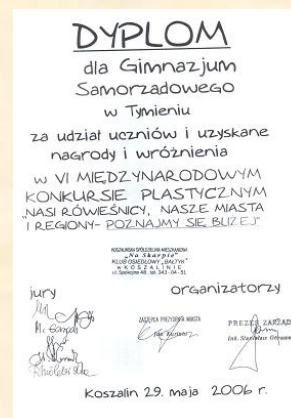 DYPLOM
dla Gimnazjum
Samorządowego
w Tymieniu
za udział uczniów i uzyskane
nagrody i wróżnienia
w VI MIĘDZYNARODOWYM
KONKURSIE PLASTYCZNYM
„NASI RÓWIEŚNICY, NASZE MIASTA
I REGIONY- POZNAJMY SIĘ BLIŻEJ"
KOSZALIŃSKA SPÓŁDZIELNIA MIESZKANIOWA
„Na Skarpie"
KLUB OSIEDLOWY „BAŁTYK"
W KOSZALINIE
jury
organizatorzy
ZASTĘPCA PREZYDENTA MIASTA
PREZES ZARZĄDU
Koszalin 29. maja 2006 r.